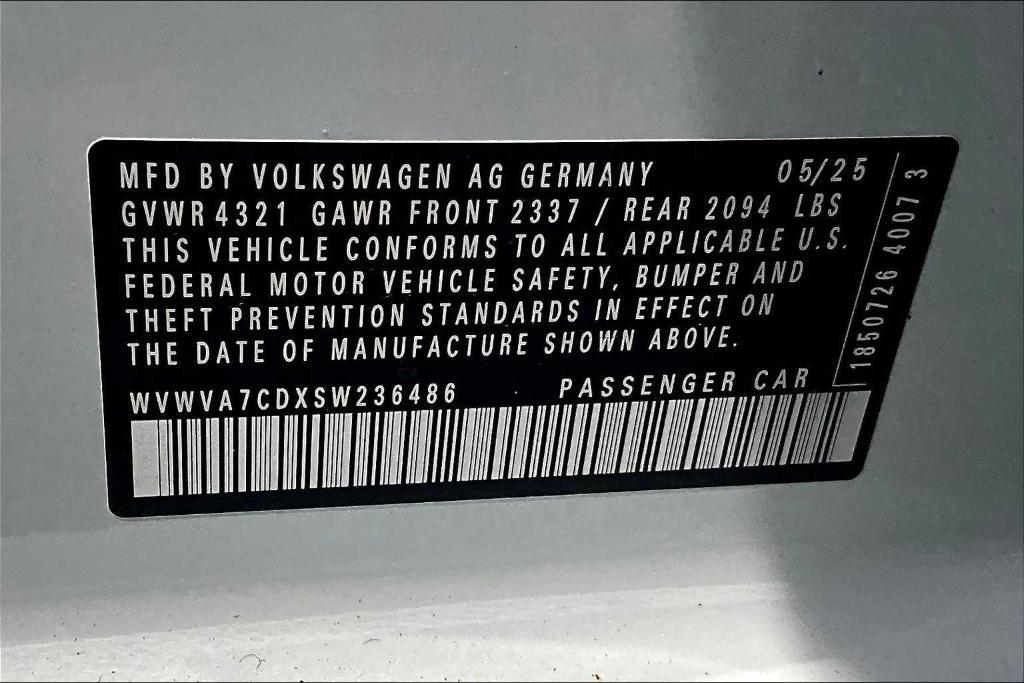 MFD BY VOLKSWAGEN AG GERMANY 05/25
GVWR 4321 GAWR FRONT 2337 / REAR 2094 LBS
THIS VEHICLE CONFORMS TO ALL APPLICABLE U.S.
FEDERAL MOTOR VEHICLE SAFETY, BUMPER AND
THEFT PREVENTION STANDARDS IN EFFECT ON
THE DATE OF MANUFACTURE SHOWN ABOVE.
WVWVA7CDXSW236486 PASSENGER CAR
18507264 4007 3